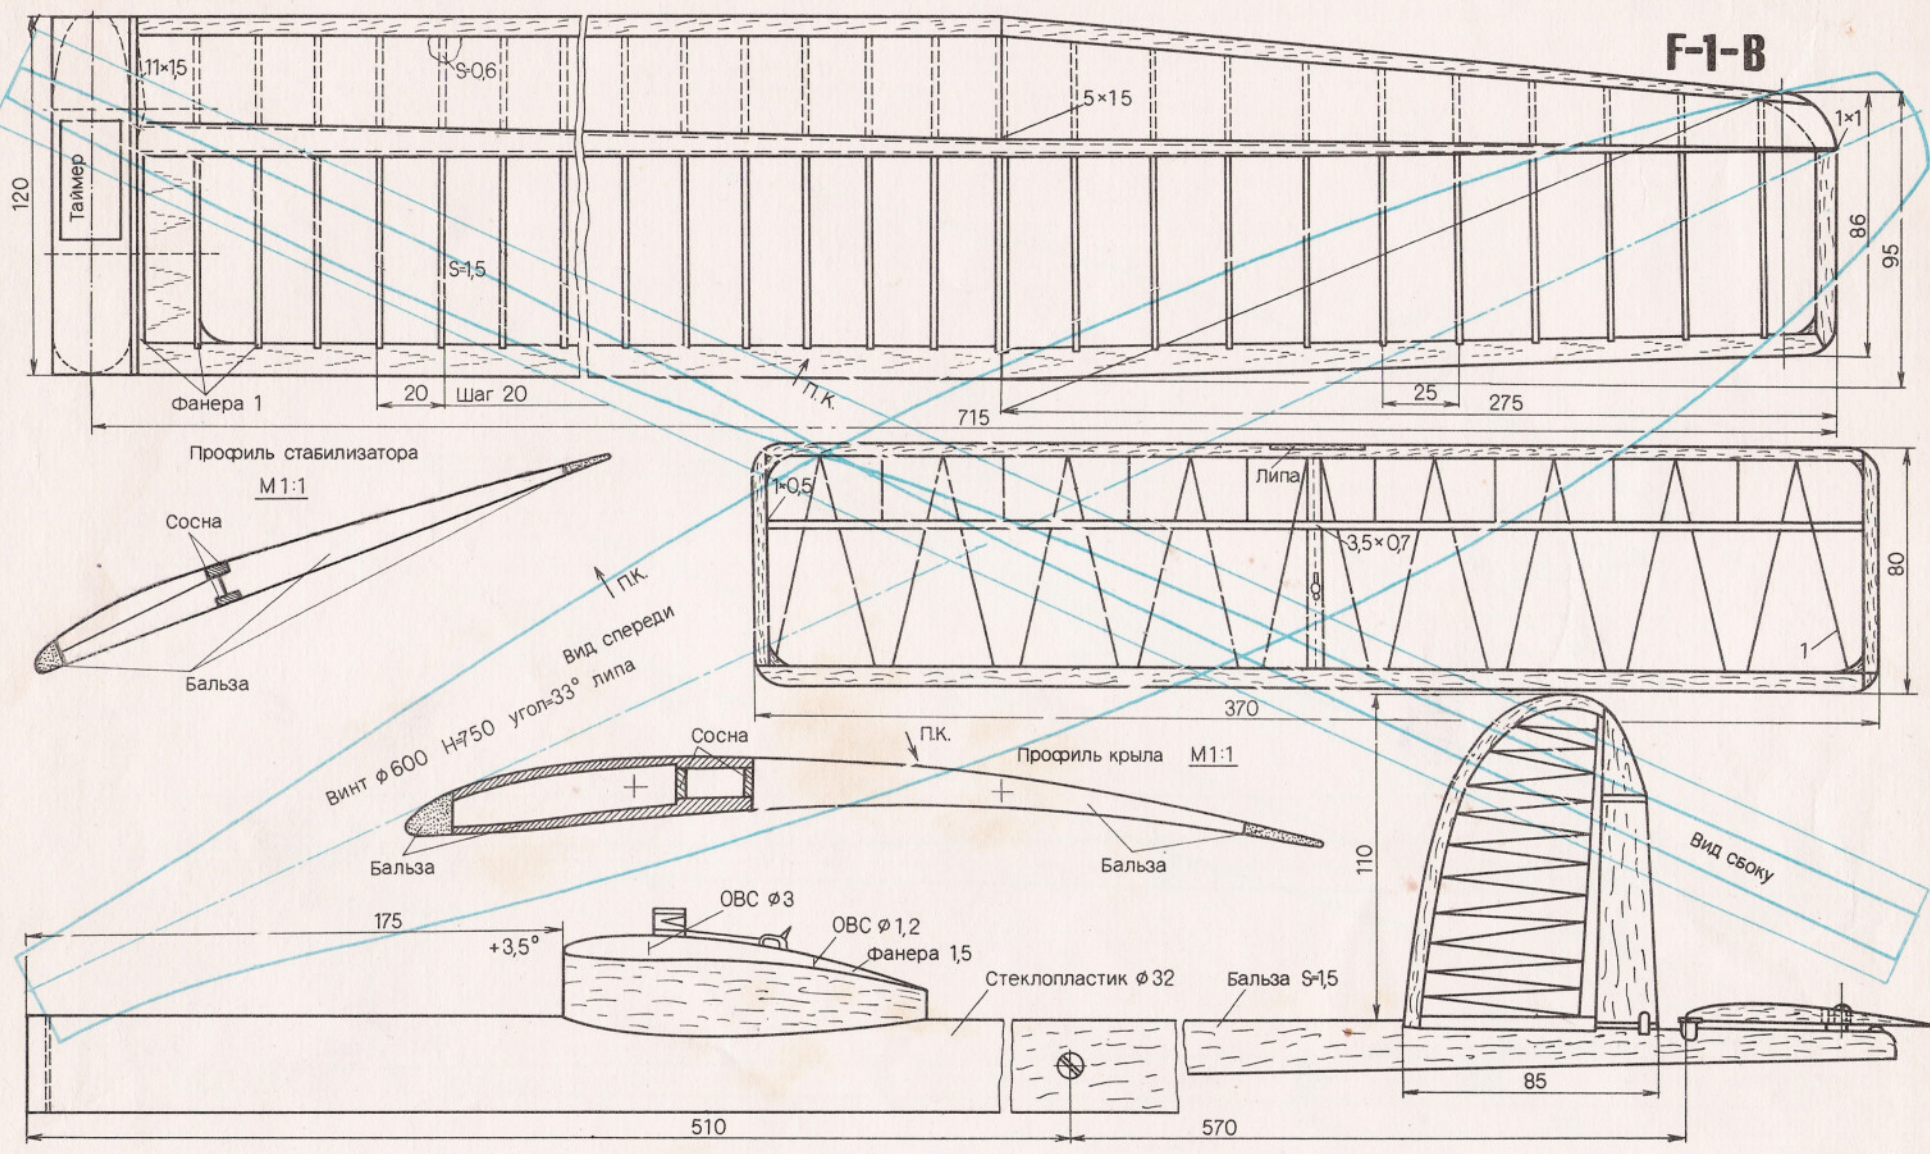 F-1-B
11×1,5
S=0,6
5×15
1×1
120
Таймер
86
95
S=1,5
Фанера 1
20
Шаг 20
П.К.
25
275
715
Профиль стабилизатора
М 1:1
Сосна
Бальза
1×0,5
Липа
3,5×0,7
80
1
370
П.К.
Вид спереди
Винт ⌀600 H=750 угол=33° липа
Сосна
П.К.
Профиль крыла М1:1
Бальза
Бальза
110
Вид сбоку
175
+3,5°
ОВС ⌀3
ОВС ⌀1,2
Фанера 1,5
Стеклопластик ⌀32
Бальза S=1,5
85
510
570